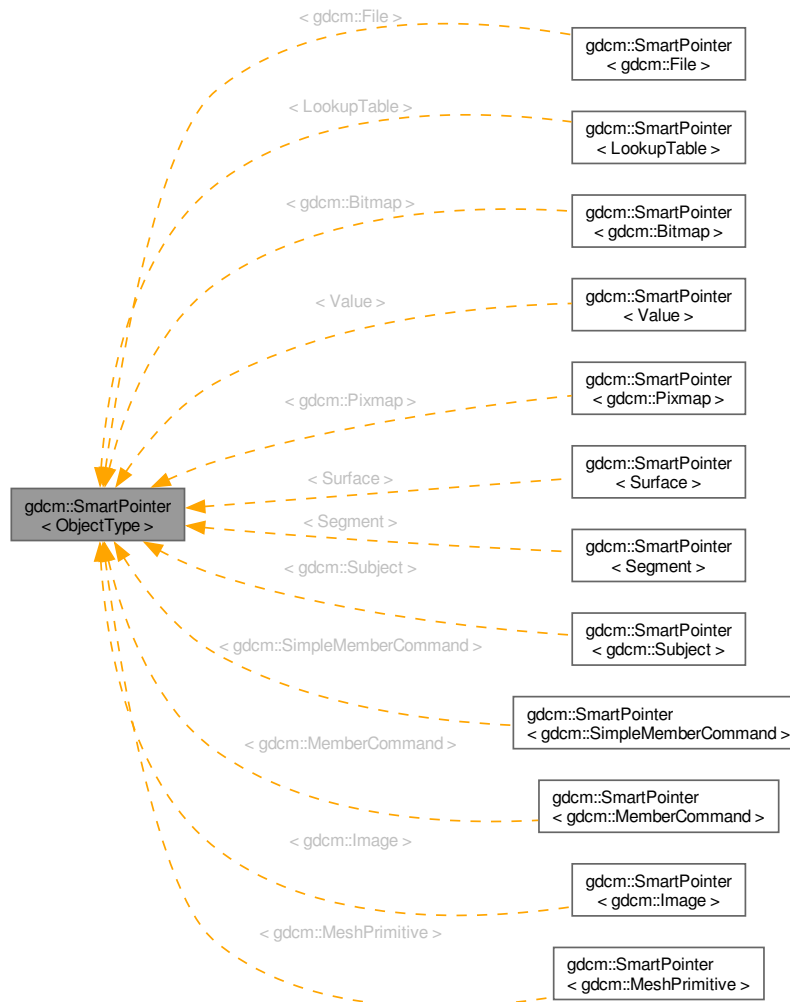 < gdcm::File >
gdcm::SmartPointer
< gdcm::File >
< LookupTable >
gdcm::SmartPointer
< LookupTable >
< gdcm::Bitmap >
gdcm::SmartPointer
< gdcm::Bitmap >
< Value >
gdcm::SmartPointer
< Value >
< gdcm::Pixmap >
gdcm::SmartPointer
< gdcm::Pixmap >
< Surface >
gdcm::SmartPointer
< Surface >
gdcm::SmartPointer
< ObjectType >
< Segment >
gdcm::SmartPointer
< Segment >
< gdcm::Subject >
gdcm::SmartPointer
< gdcm::Subject >
< gdcm::SimpleMemberCommand >
gdcm::SmartPointer
< gdcm::SimpleMemberCommand >
< gdcm::MemberCommand >
gdcm::SmartPointer
< gdcm::MemberCommand >
< gdcm::Image >
gdcm::SmartPointer
< gdcm::Image >
< gdcm::MeshPrimitive >
gdcm::SmartPointer
< gdcm::MeshPrimitive >